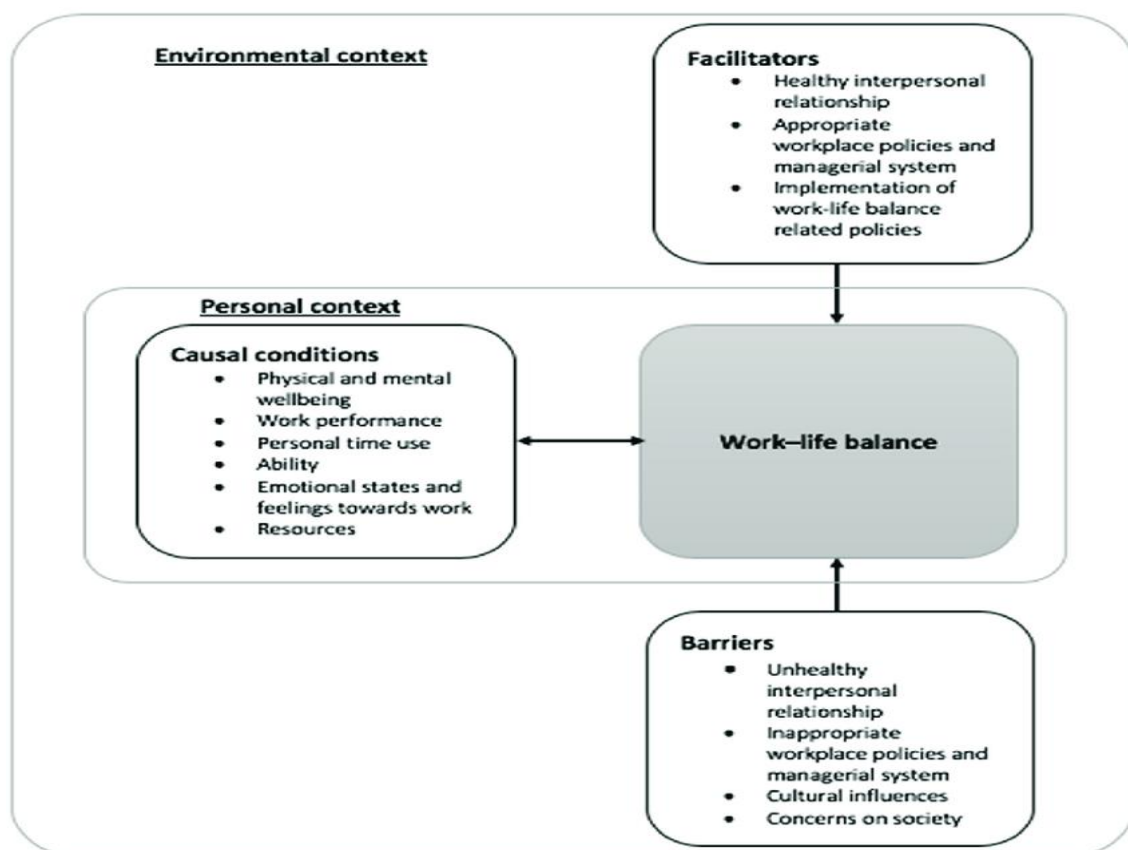 Environmental context
Facilitators
• Healthy interpersonal
relationship
• Appropriate
workplace policies and
managerial system
• Implementation of
work-life balance
related policies
Personal context
Causal conditions
• Physical and mental
wellbeing
• Work performance
• Personal time use
• Ability
• Emotional states and
feelings towards work
• Resources
Work–life balance
Barriers
• Unhealthy
interpersonal
relationship
• Inappropriate
workplace policies and
managerial system
• Cultural influences
• Concerns on society